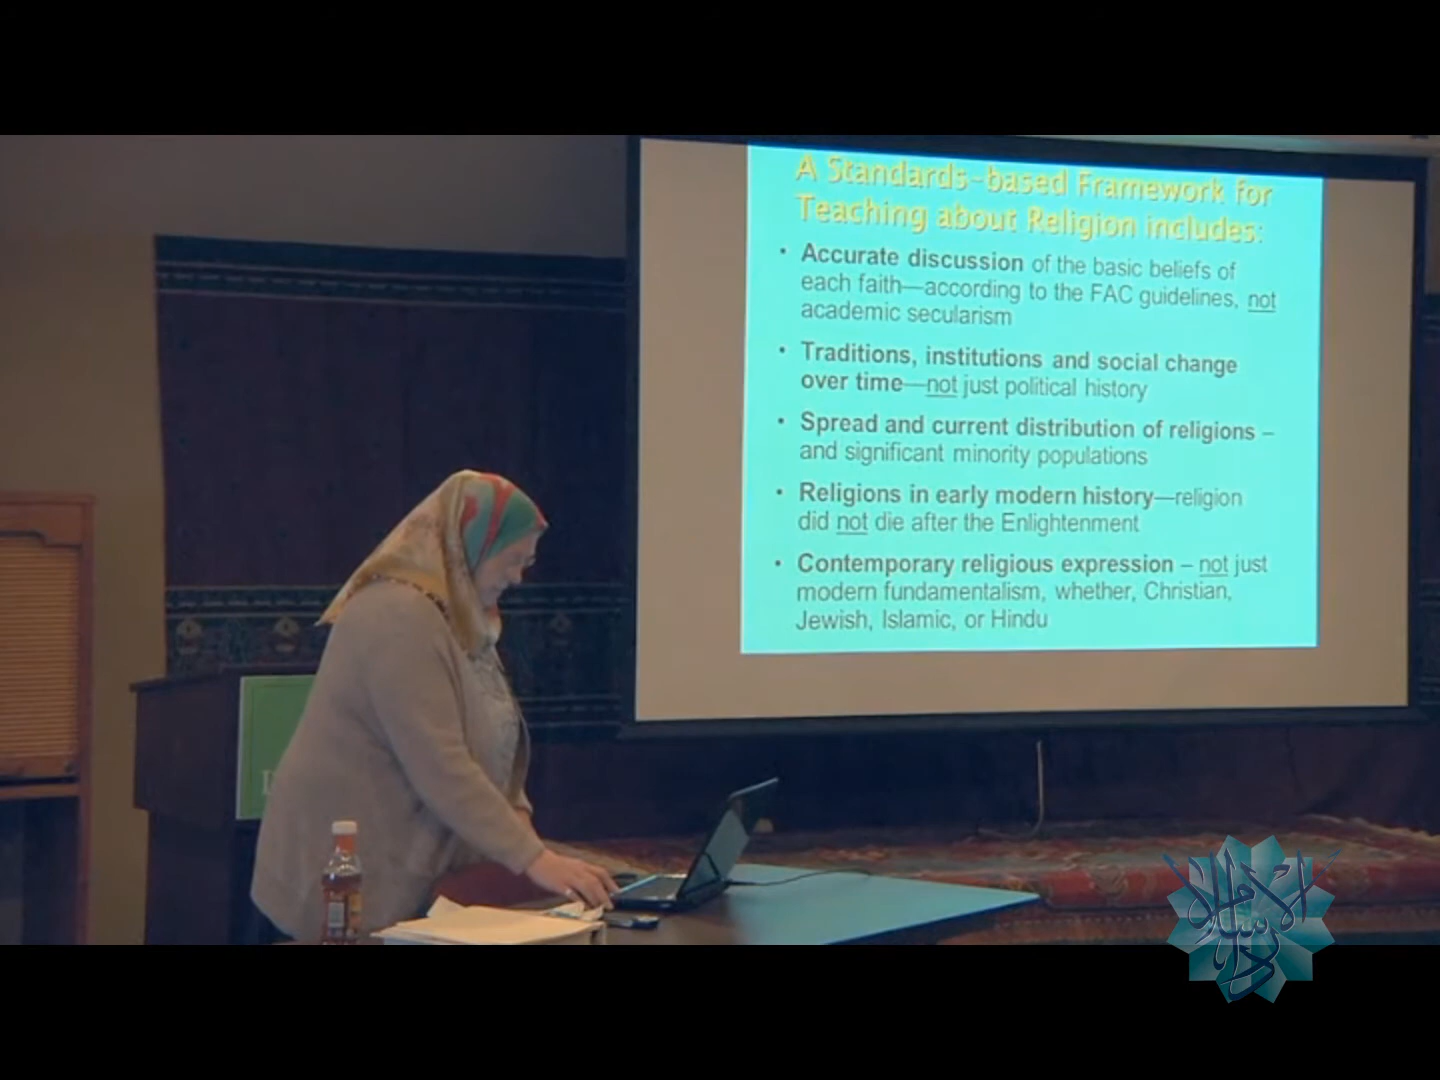 A Standards-based Framework for
Teaching about Religion includes:
• Accurate discussion of the basic beliefs of
each faith—according to the FAC guidelines, not
academic secularism
• Traditions, institutions and social change
over time—not just political history
• Spread and current distribution of religions –
and significant minority populations
• Religions in early modern history—religion
did not die after the Enlightenment
• Contemporary religious expression – not just
modern fundamentalism, whether, Christian,
Jewish, Islamic, or Hindu